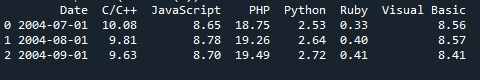 Date C/C++ JavaScript PHP Python Ruby Visual Basic
0 2004-07-01 10.08 8.65 18.75 2.53 0.33 8.56
1 2004-08-01 9.81 8.78 19.26 2.64 0.40 8.57
2 2004-09-01 9.63 8.70 19.49 2.72 0.41 8.41